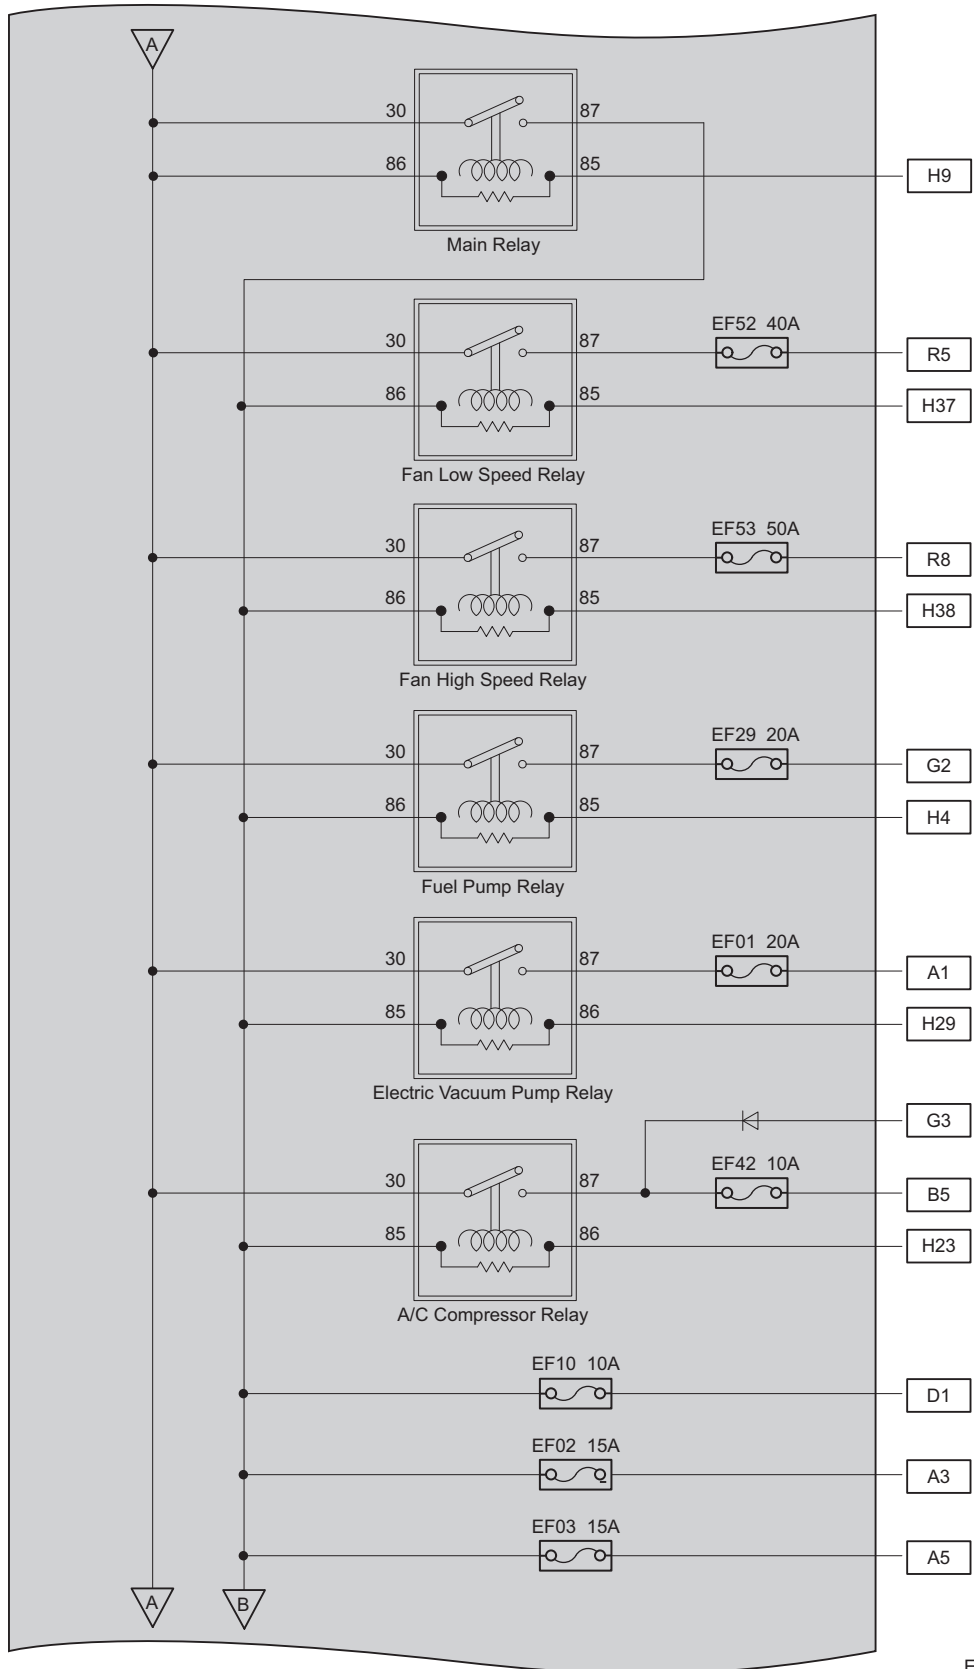 A
30 87
86 85 H9
Main Relay
EF52 40A
30 87 R5
86 85 H37
Fan Low Speed Relay
EF53 50A
30 87 R8
86 85 H38
Fan High Speed Relay
EF29 20A
30 87 G2
86 85 H4
Fuel Pump Relay
EF01 20A
30 87 A1
85 86 H29
Electric Vacuum Pump Relay
G3
EF42 10A
30 87 B5
85 86 H23
A/C Compressor Relay
EF10 10A
D1
EF02 15A
A3
EF03 15A
A5
A B